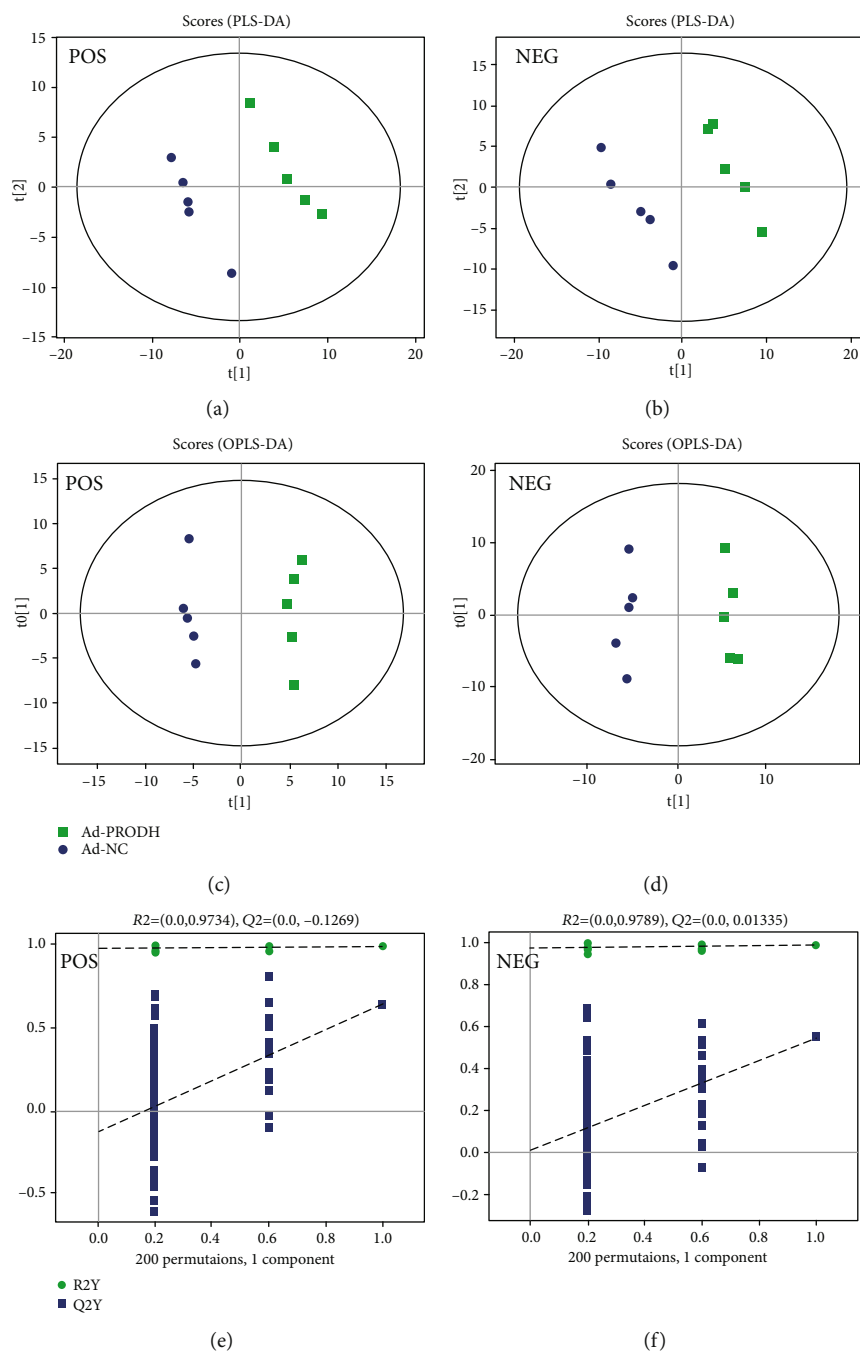 Scores (PLS-DA)
POS
15
10
5
0
−5
−10
−15
t[2]
−20
−10
0
10
20
t[1]
(a)
Scores (PLS-DA)
NEG
15
10
5
0
−5
−10
−15
t[2]
−20
−10
0
10
20
t[1]
(b)
Scores (OPLS-DA)
POS
15
10
5
0
−5
−10
−15
t0[1]
−15
−10
−5
0
5
10
15
t[1]
Ad-PRODH
Ad-NC
(c)
Scores (OPLS-DA)
NEG
20
10
0
−10
−20
t0[1]
−10
0
10
t[1]
(d)
R2=(0.0,0.9734), Q2=(0.0, −0.1269)
POS
1.0
0.5
0.0
−0.5
0.0
0.2
0.4
0.6
0.8
1.0
200 permutaions, 1 component
R2Y
Q2Y
(e)
R2=(0.0,0.9789), Q2=(0.0, 0.01335)
NEG
1.0
0.8
0.6
0.4
0.2
0.0
−0.2
0.0
0.2
0.4
0.6
0.8
1.0
200 permutaions, 1 component
(f)